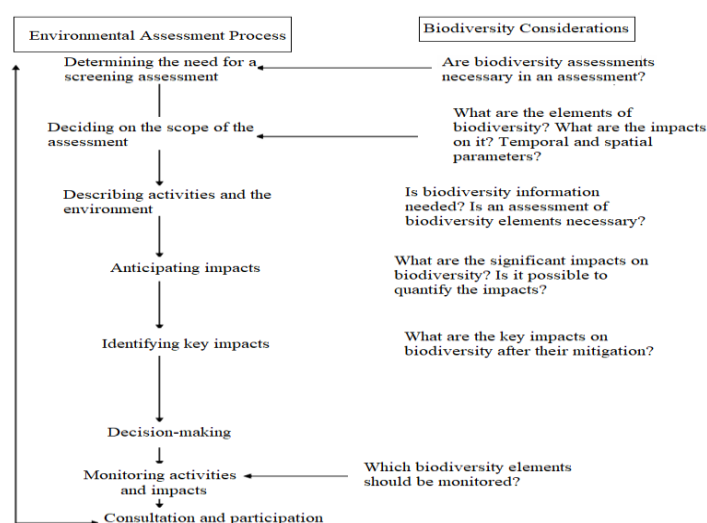 Environmental Assessment Process
Biodiversity Considerations
Determining the need for a
screening assessment
Are biodiversity assessments
necessary in an assessment?
Deciding on the scope of the
assessment
What are the elements of
biodiversity? What are the impacts
on it? Temporal and spatial
parameters?
Describing activities and the
environment
Is biodiversity information
needed? Is an assessment of
biodiversity elements necessary?
Anticipating impacts
What are the significant impacts on
biodiversity? Is it possible to
quantify the impacts?
Identifying key impacts
What are the key impacts on
biodiversity after their mitigation?
Decision-making
Monitoring activities
and impacts
Which biodiversity elements
should be monitored?
Consultation and participation